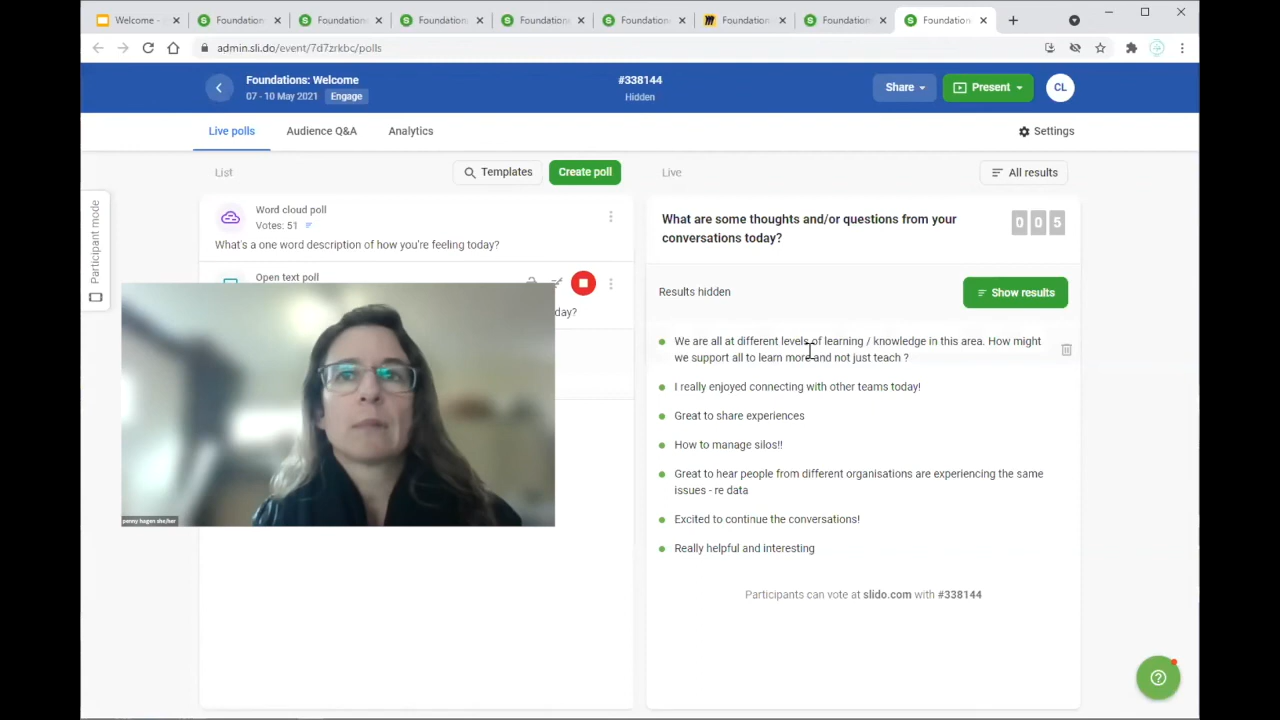 Welcome -
Foundation
Foundation
Foundation
Foundation
Foundation
Foundation
Foundation
Foundation
admin.sli.do/event/7d7zrkbc/polls
Foundations: Welcome
07 - 10 May 2021 Engage
#338144
Hidden
Share
Present
CL
Live polls
Audience Q&A
Analytics
Settings
Participant mode
List
Templates
Create poll
Word cloud poll
Votes: 51
What's a one word description of how you're feeling today?
Open text poll
day?
penny hagen she/her
Live
All results
What are some thoughts and/or questions from your
conversations today?
005
Results hidden
Show results
We are all at different levels of learning / knowledge in this area. How might
we support all to learn more and not just teach ?
I really enjoyed connecting with other teams today!
Great to share experiences
How to manage silos!!
Great to hear people from different organisations are experiencing the same
issues - re data
Excited to continue the conversations!
Really helpful and interesting
Participants can vote at slido.com with #338144